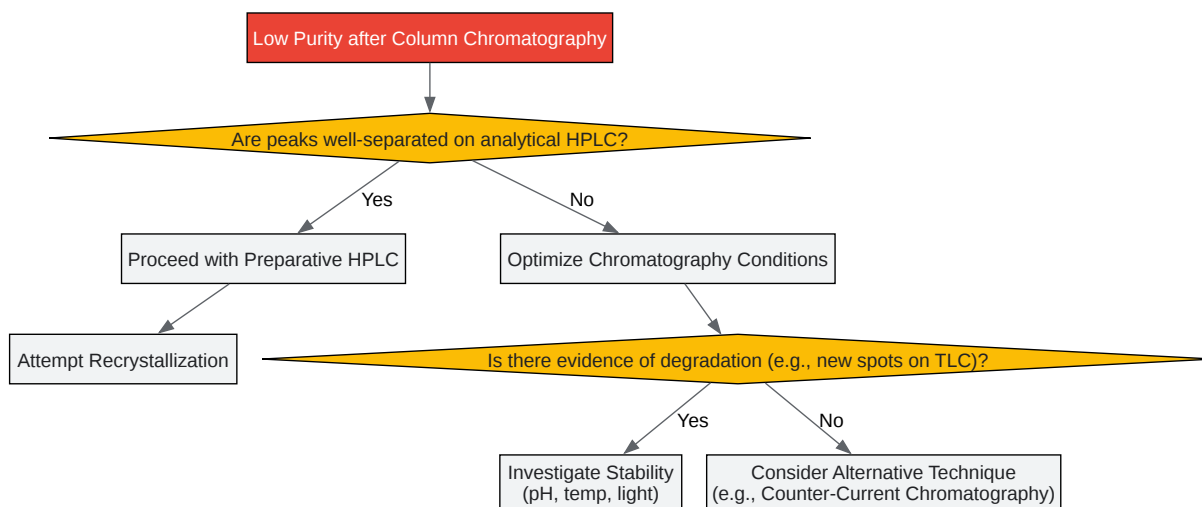 Low Purity after Column Chromatography
Are peaks well-separated on analytical HPLC?
Yes
No
Proceed with Preparative HPLC
Optimize Chromatography Conditions
Attempt Recrystallization
Is there evidence of degradation (e.g., new spots on TLC)?
Yes
No
Investigate Stability
(pH, temp, light)
Consider Alternative Technique
(e.g., Counter-Current Chromatography)